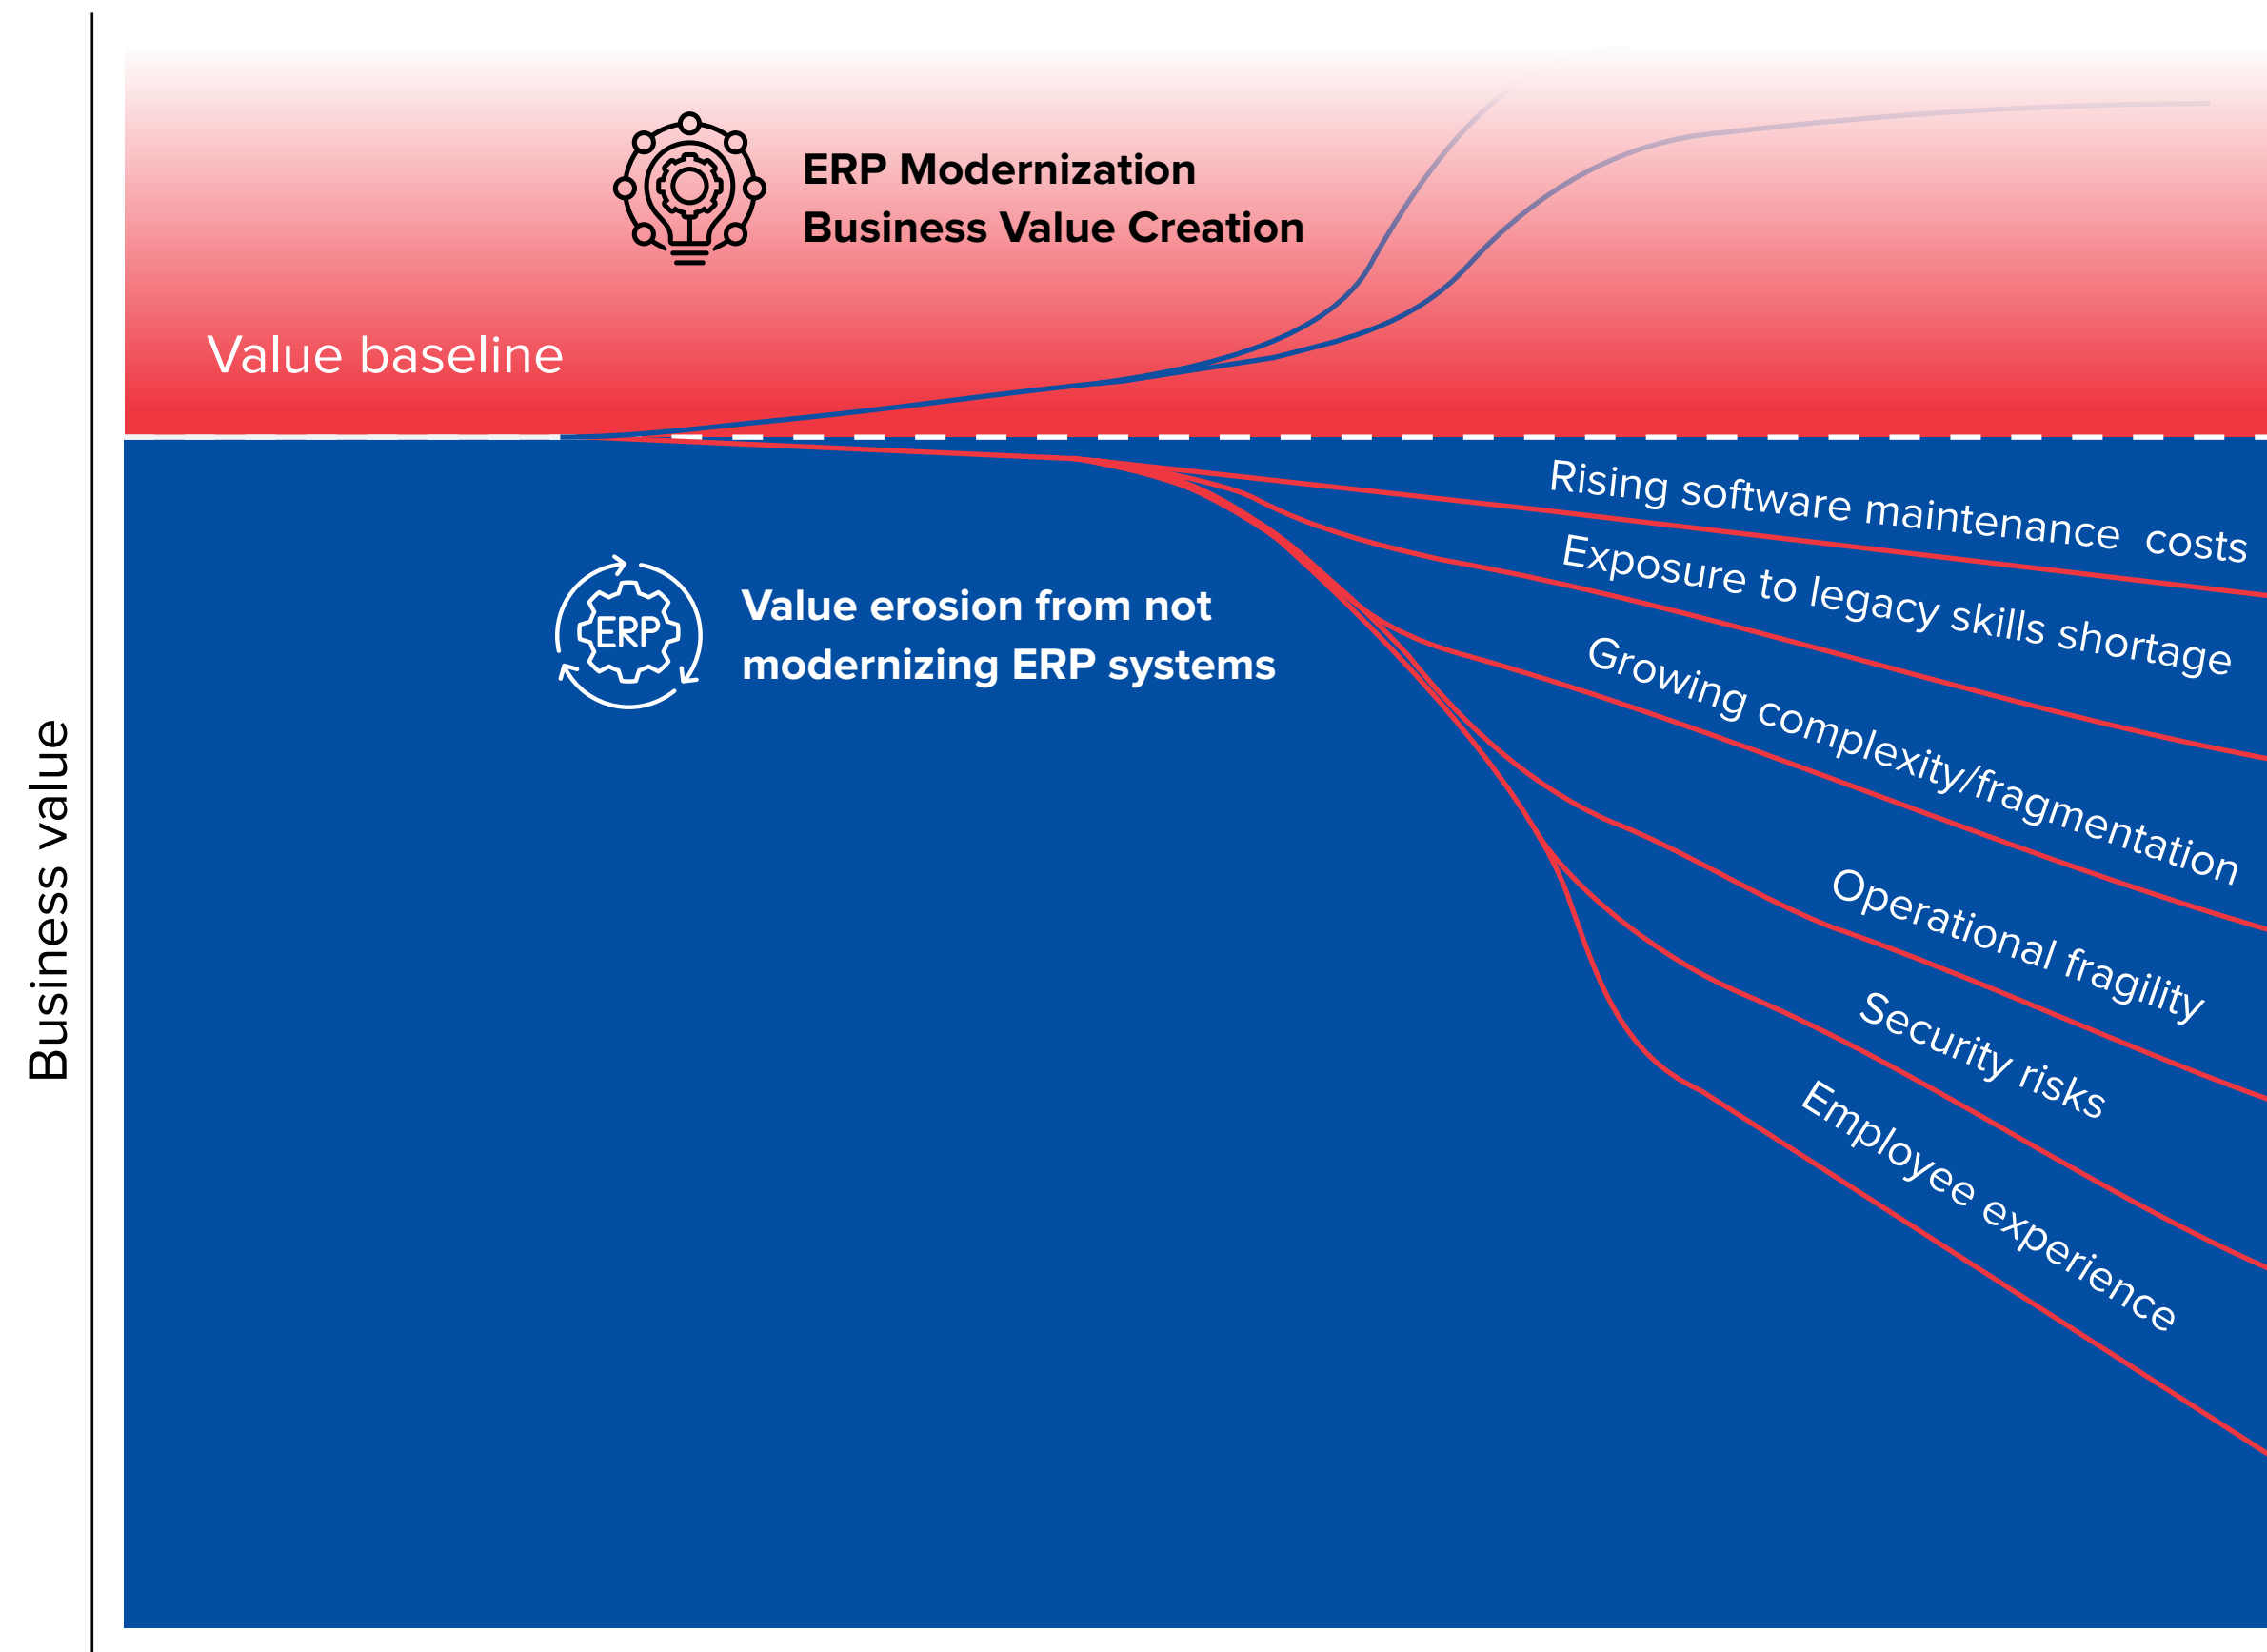 ERP Modernization
Business Value Creation
Value baseline
Rising software maintenance costs
Exposure to legacy skills shortage
ERP
Value erosion from not
modernizing ERP systems
Growing complexity/fragmentation
Operational fragility
Security risks
Employee experience
Business value